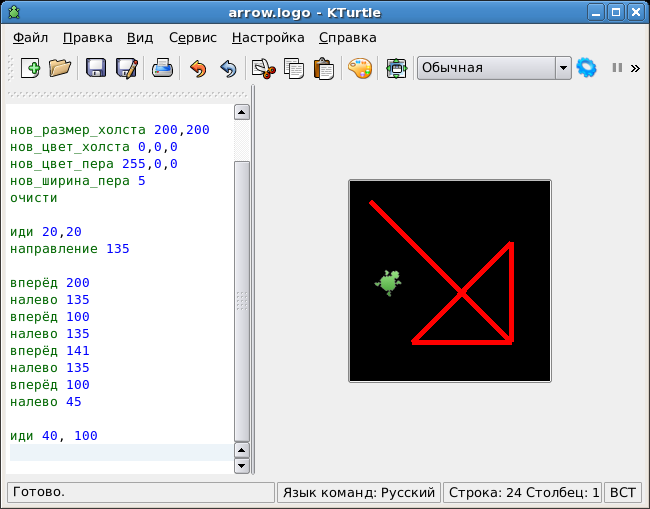 arrow.logo - KTurtle
Файл Правка Вид Сервис Настройка Справка
Обычная
нов_размер_холста 200,200
нов_цвет_холста 0,0,0
нов_цвет_пера 255,0,0
нов_ширина_пера 5
очисти
иди 20,20
направление 135
вперёд 200
налево 135
вперёд 100
налево 135
вперёд 141
налево 135
вперёд 100
налево 45
иди 40, 100
Готово.
Язык команд: Русский
Строка: 24 Столбец: 1
ВСТ